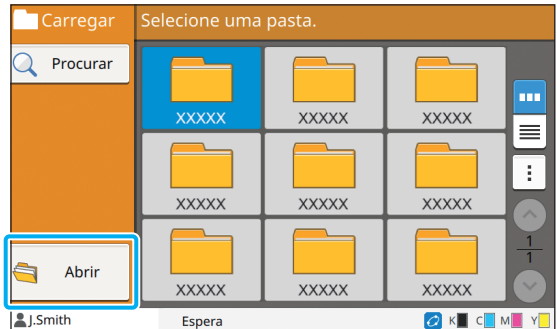 Carregar
Selecione uma pasta.
Procurar
XXXXX XXXXX XXXXX
XXXXX XXXXX XXXXX
1
1
Abrir
XXXXX XXXXX XXXXX
J.Smith Espera K C M Y